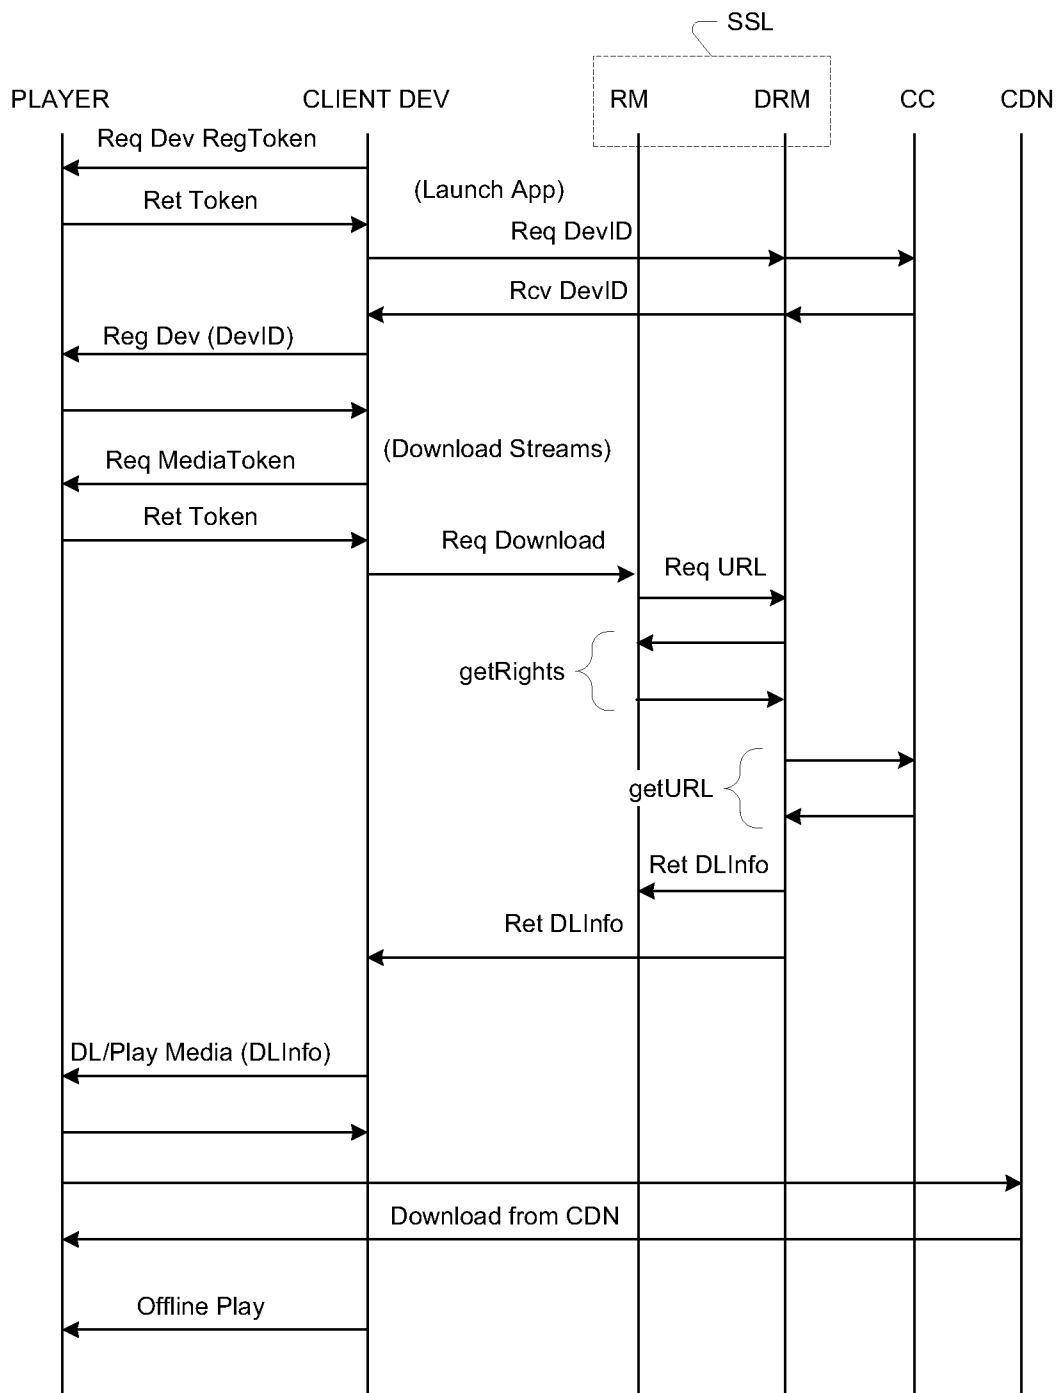 SSL
PLAYER
CLIENT DEV
RM
DRM
CC
CDN
Req Dev RegToken
(Launch App)
Ret Token
Req DevID
Rcv DevID
Reg Dev (DevID)
(Download Streams)
Req MediaToken
Ret Token
Req Download
Req URL
getRights
getURL
Ret DLInfo
Ret DLInfo
DL/Play Media (DLInfo)
Download from CDN
Offline Play